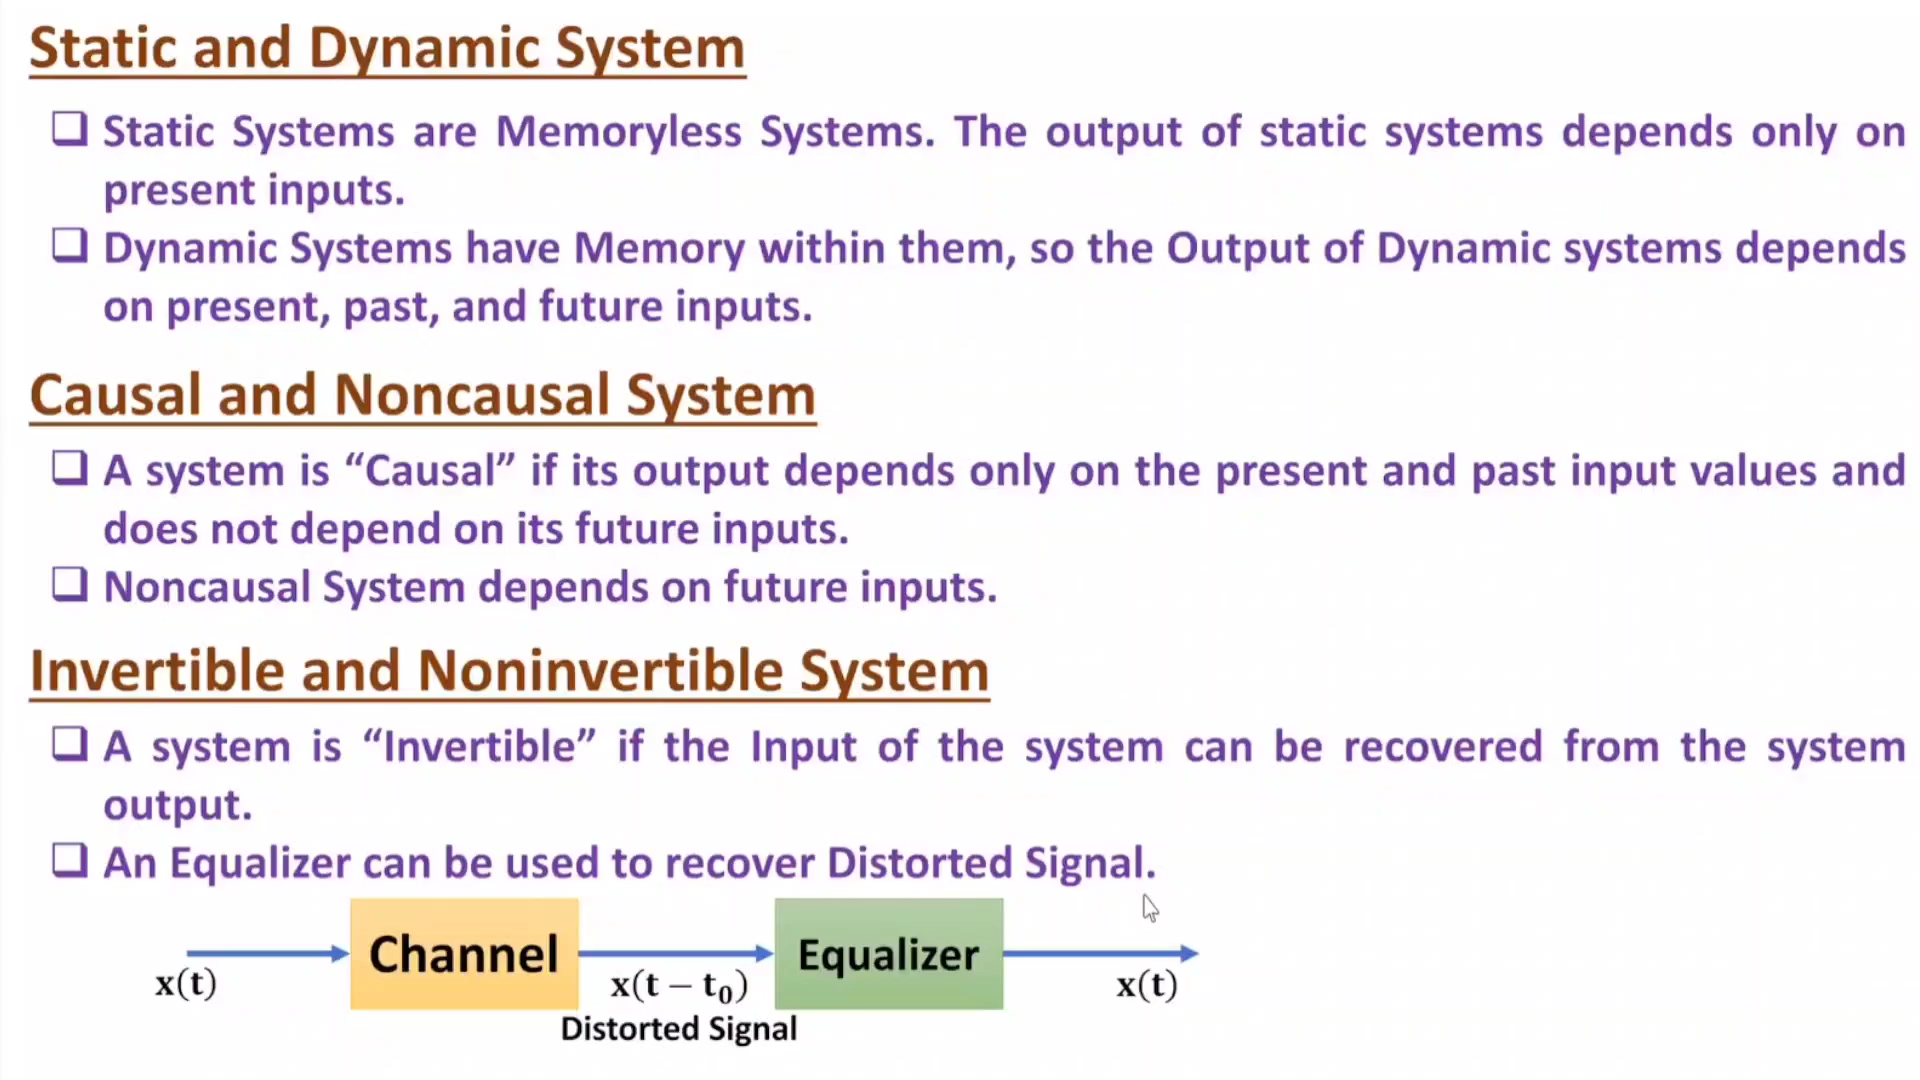 Static and Dynamic System
❑ Static Systems are Memoryless Systems. The output of static systems depends only on
present inputs.
❑ Dynamic Systems have Memory within them, so the Output of Dynamic systems depends
on present, past, and future inputs.
Causal and Noncausal System
❑ A system is “Causal” if its output depends only on the present and past input values and
does not depend on its future inputs.
❑ Noncausal System depends on future inputs.
Invertible and Noninvertible System
❑ A system is “Invertible” if the Input of the system can be recovered from the system
output.
❑ An Equalizer can be used to recover Distorted Signal.
Channel
Equalizer
x(t)
x(t − t₀)
x(t)
Distorted Signal